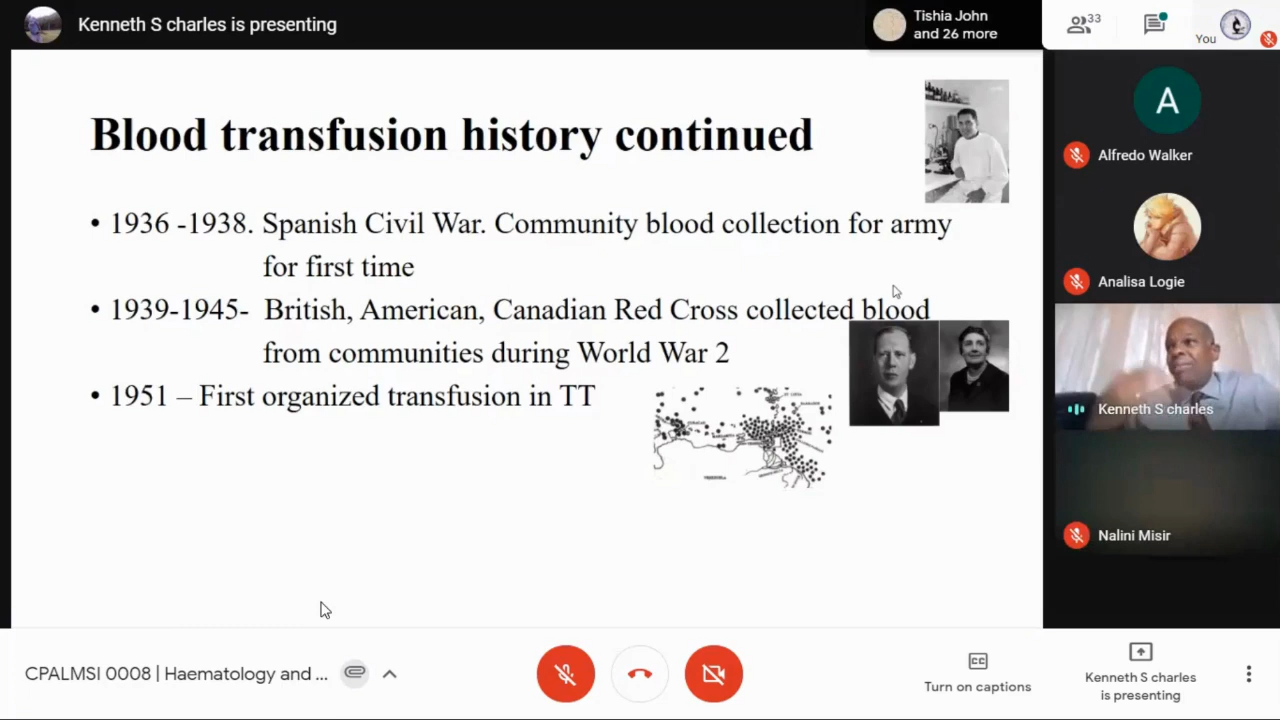 Kenneth S charles is presenting
Tishia John
and 26 more
33
You
Blood transfusion history continued
• 1936 -1938. Spanish Civil War. Community blood collection for army
for first time
• 1939-1945- British, American, Canadian Red Cross collected blood
from communities during World War 2
• 1951 – First organized transfusion in TT
A
Alfredo Walker
Analisa Logie
Kenneth S charles
Nalini Misir
CPALMSI 0008 | Haematology and ...
CC
Turn on captions
Kenneth S charles
is presenting